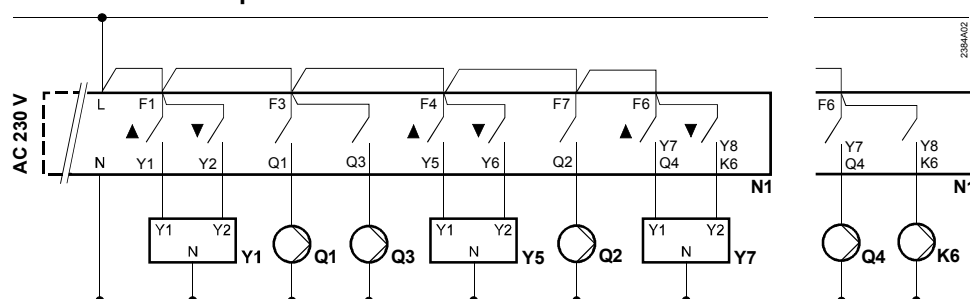 2384A02
AC 230 V
L F1 F3 F4 F7 F6 F6
▲ ▼ ▲ ▼ ▲ ▼
Y7 Y8 Y7 Y8
N Y1 Y2 Q1 Q3 Y5 Y6 Q2 Q4 K6 Q4 K6
N1 N1
Y1 Y2 Y1 Y2 Y1 Y2
N Y1 Q1 Q3 N Y5 Q2 N Y7 Q4 K6